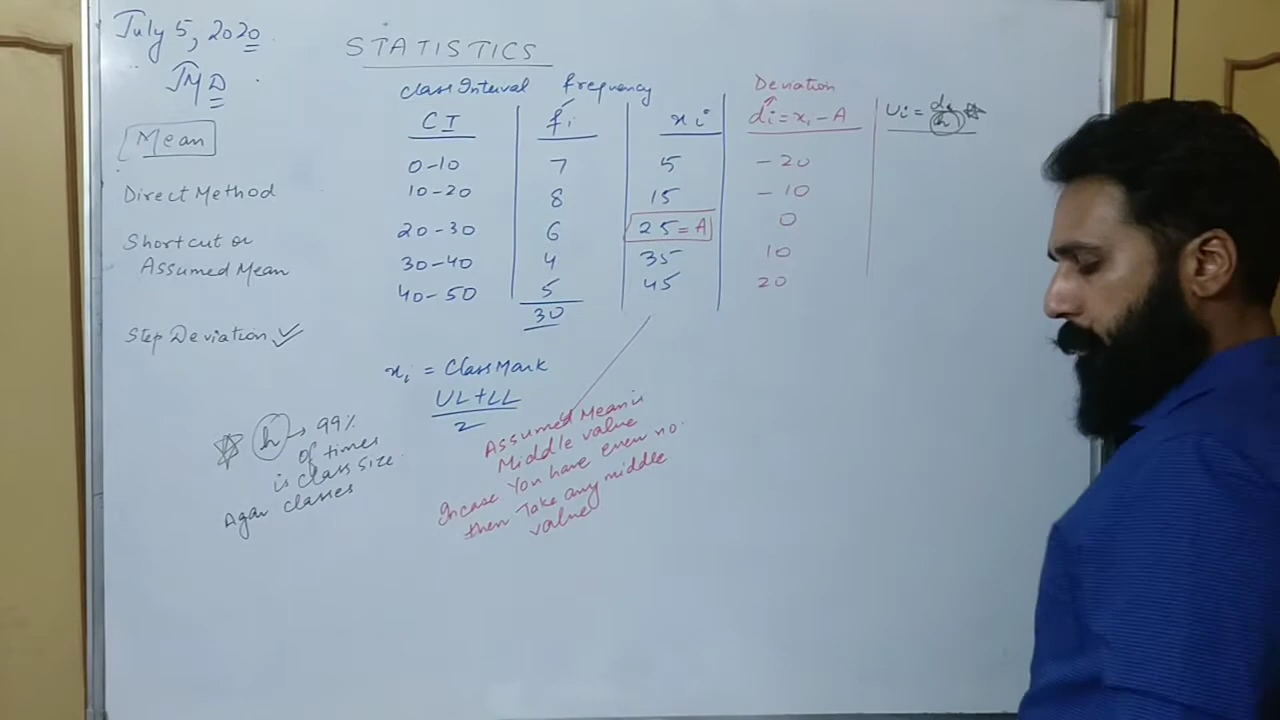 July 5, 2020
JMD
STATISTICS
Mean
Direct Method
Shortcut or
Assumed Mean
Step Deviation ✓
class Interval frequency Deviation
CI fi xi di = xi - A Ui = di/h
0-10 7 5 -20
10-20 8 15 -10
20-30 6 25 = A 0
30-40 4 35 10
40-50 5 45 20
30
xi = Class Mark
UL + LL
2
h → 99%
of times
is class size
Agar classes
Assumed Mean is
Middle value
Incase You have even no.
then Take any middle
value